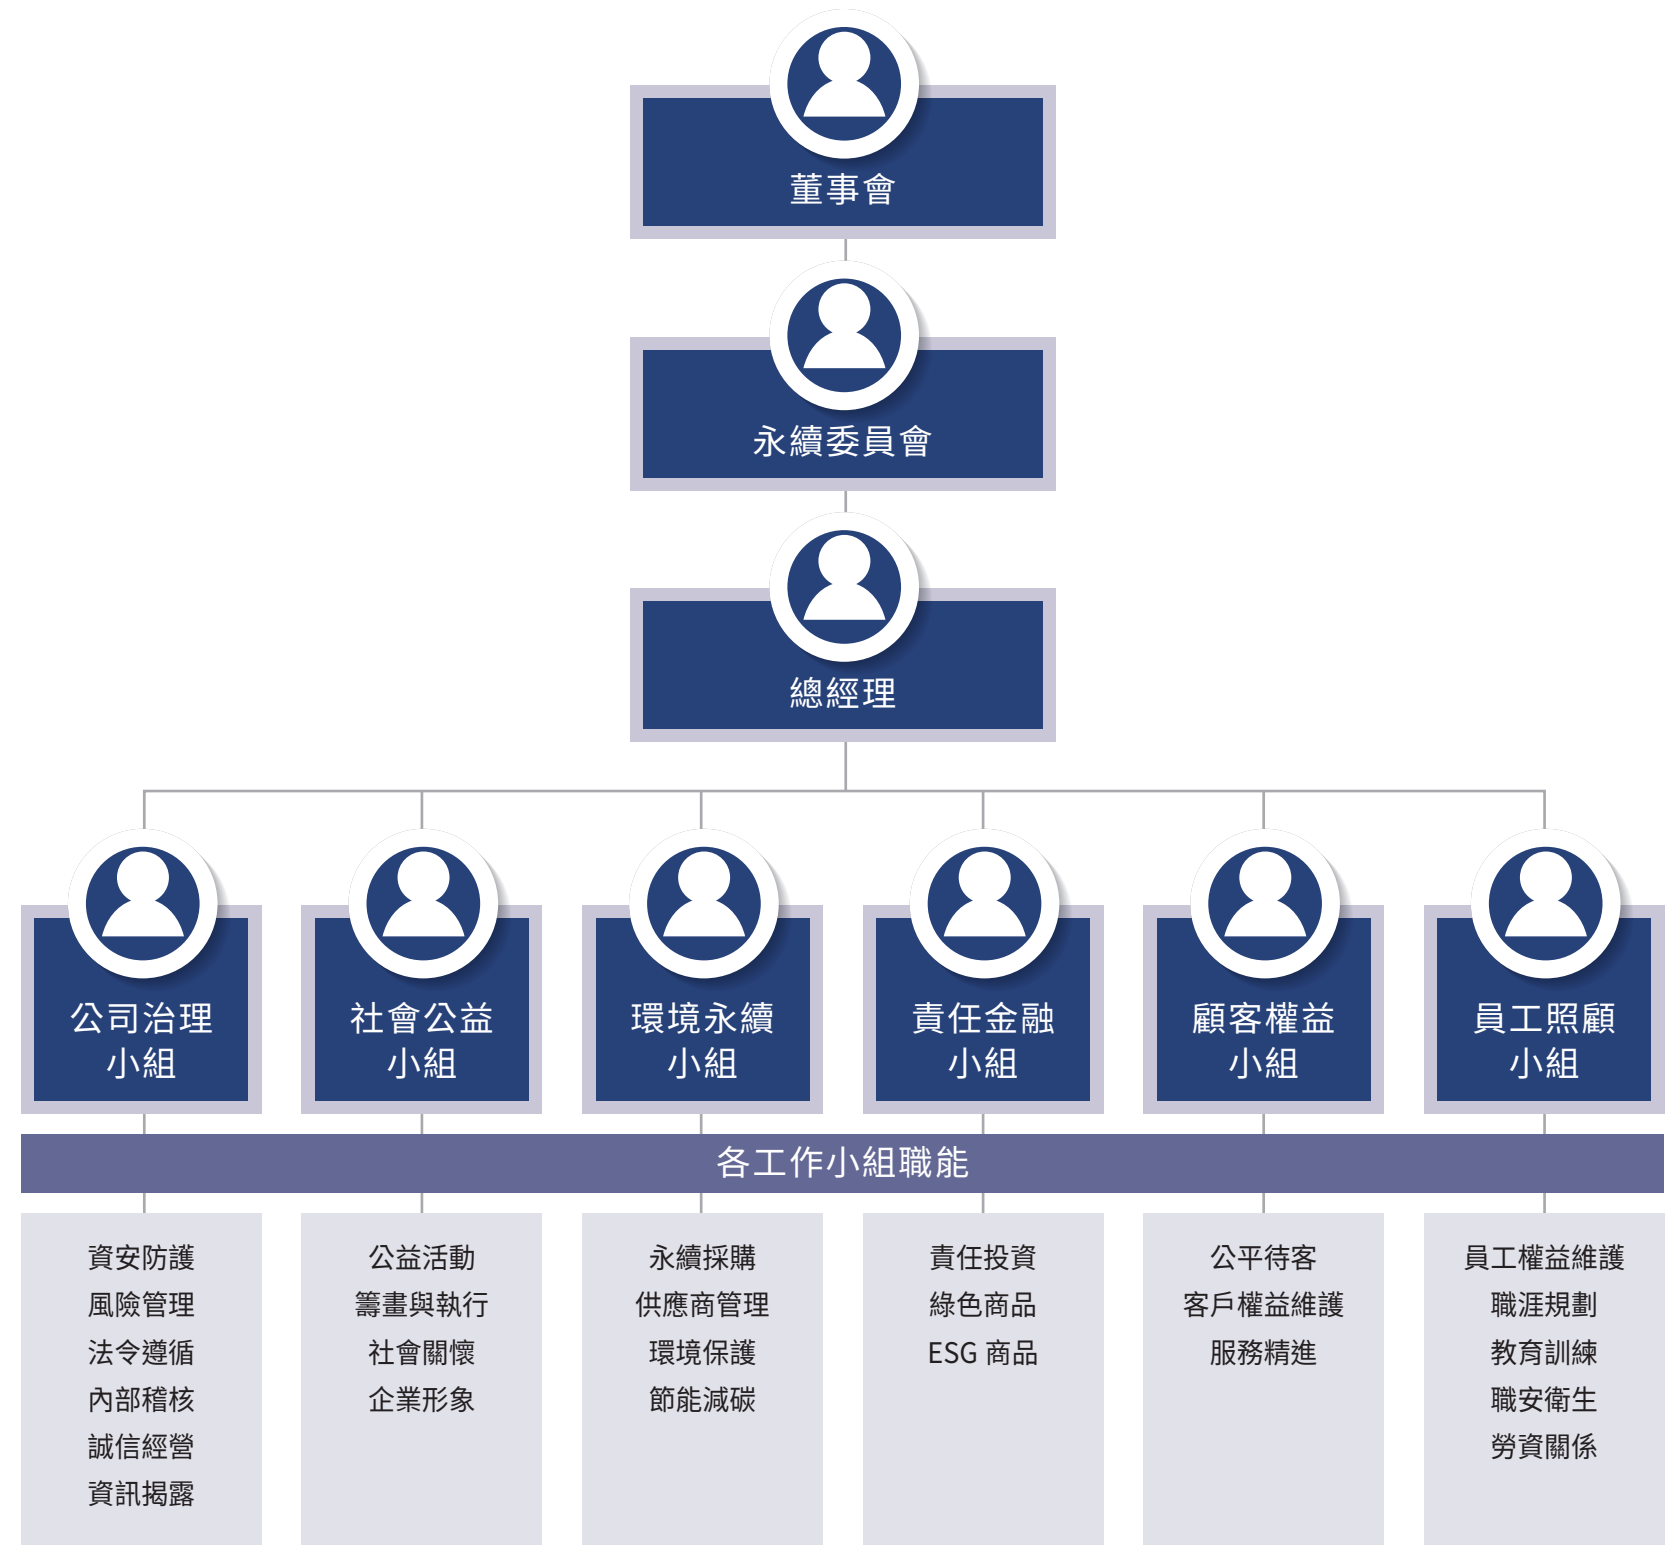 董事會
永續委員會
總經理
公司治理
小組
社會公益
小組
環境永續
小組
責任金融
小組
顧客權益
小組
員工照顧
小組
各工作小組職能
資安防護
風險管理
法令遵循
內部稽核
誠信經營
資訊揭露
公益活動
籌畫與執行
社會關懷
企業形象
永續採購
供應商管理
環境保護
節能減碳
責任投資
綠色商品
ESG 商品
公平待客
客戶權益維護
服務精進
員工權益維護
職涯規劃
教育訓練
職安衛生
勞資關係